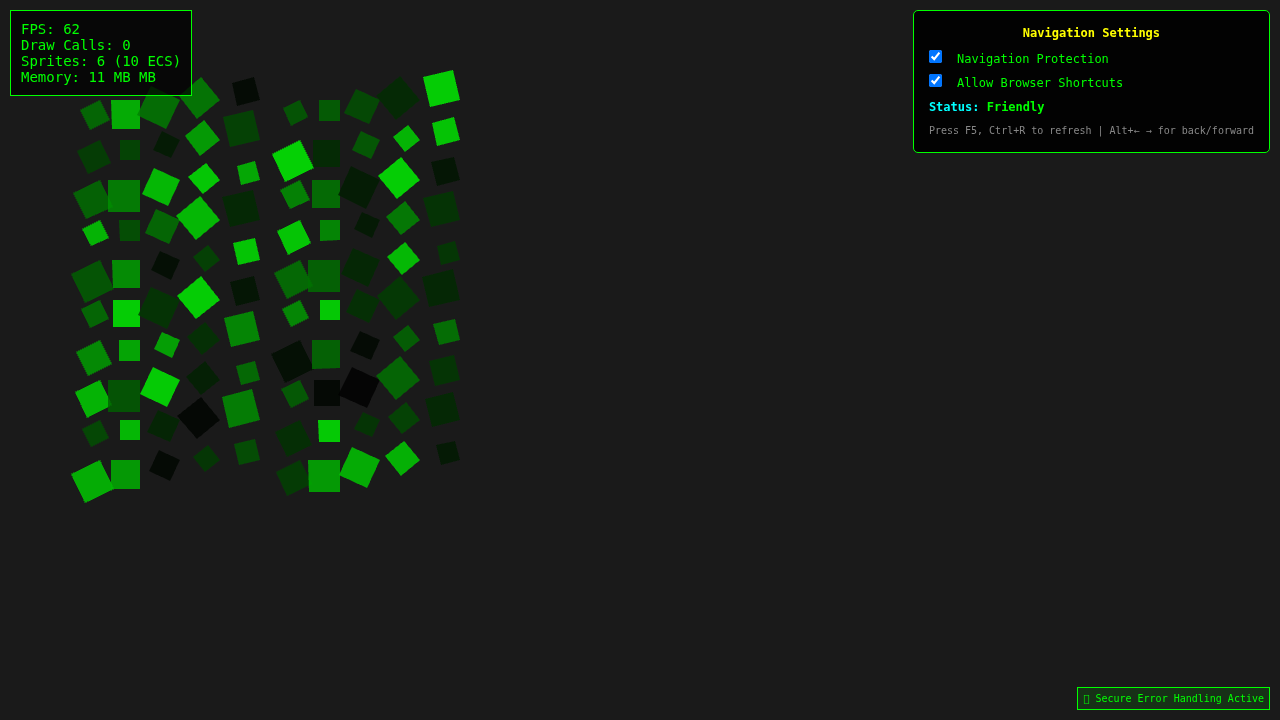 FPS: 62
Draw Calls: 0
Sprites: 6 (10 ECS)
Memory: 11 MB MB
Navigation Settings
Navigation Protection
Allow Browser Shortcuts
Status: Friendly
Press F5, Ctrl+R to refresh | Alt+← → for back/forward
Secure Error Handling Active